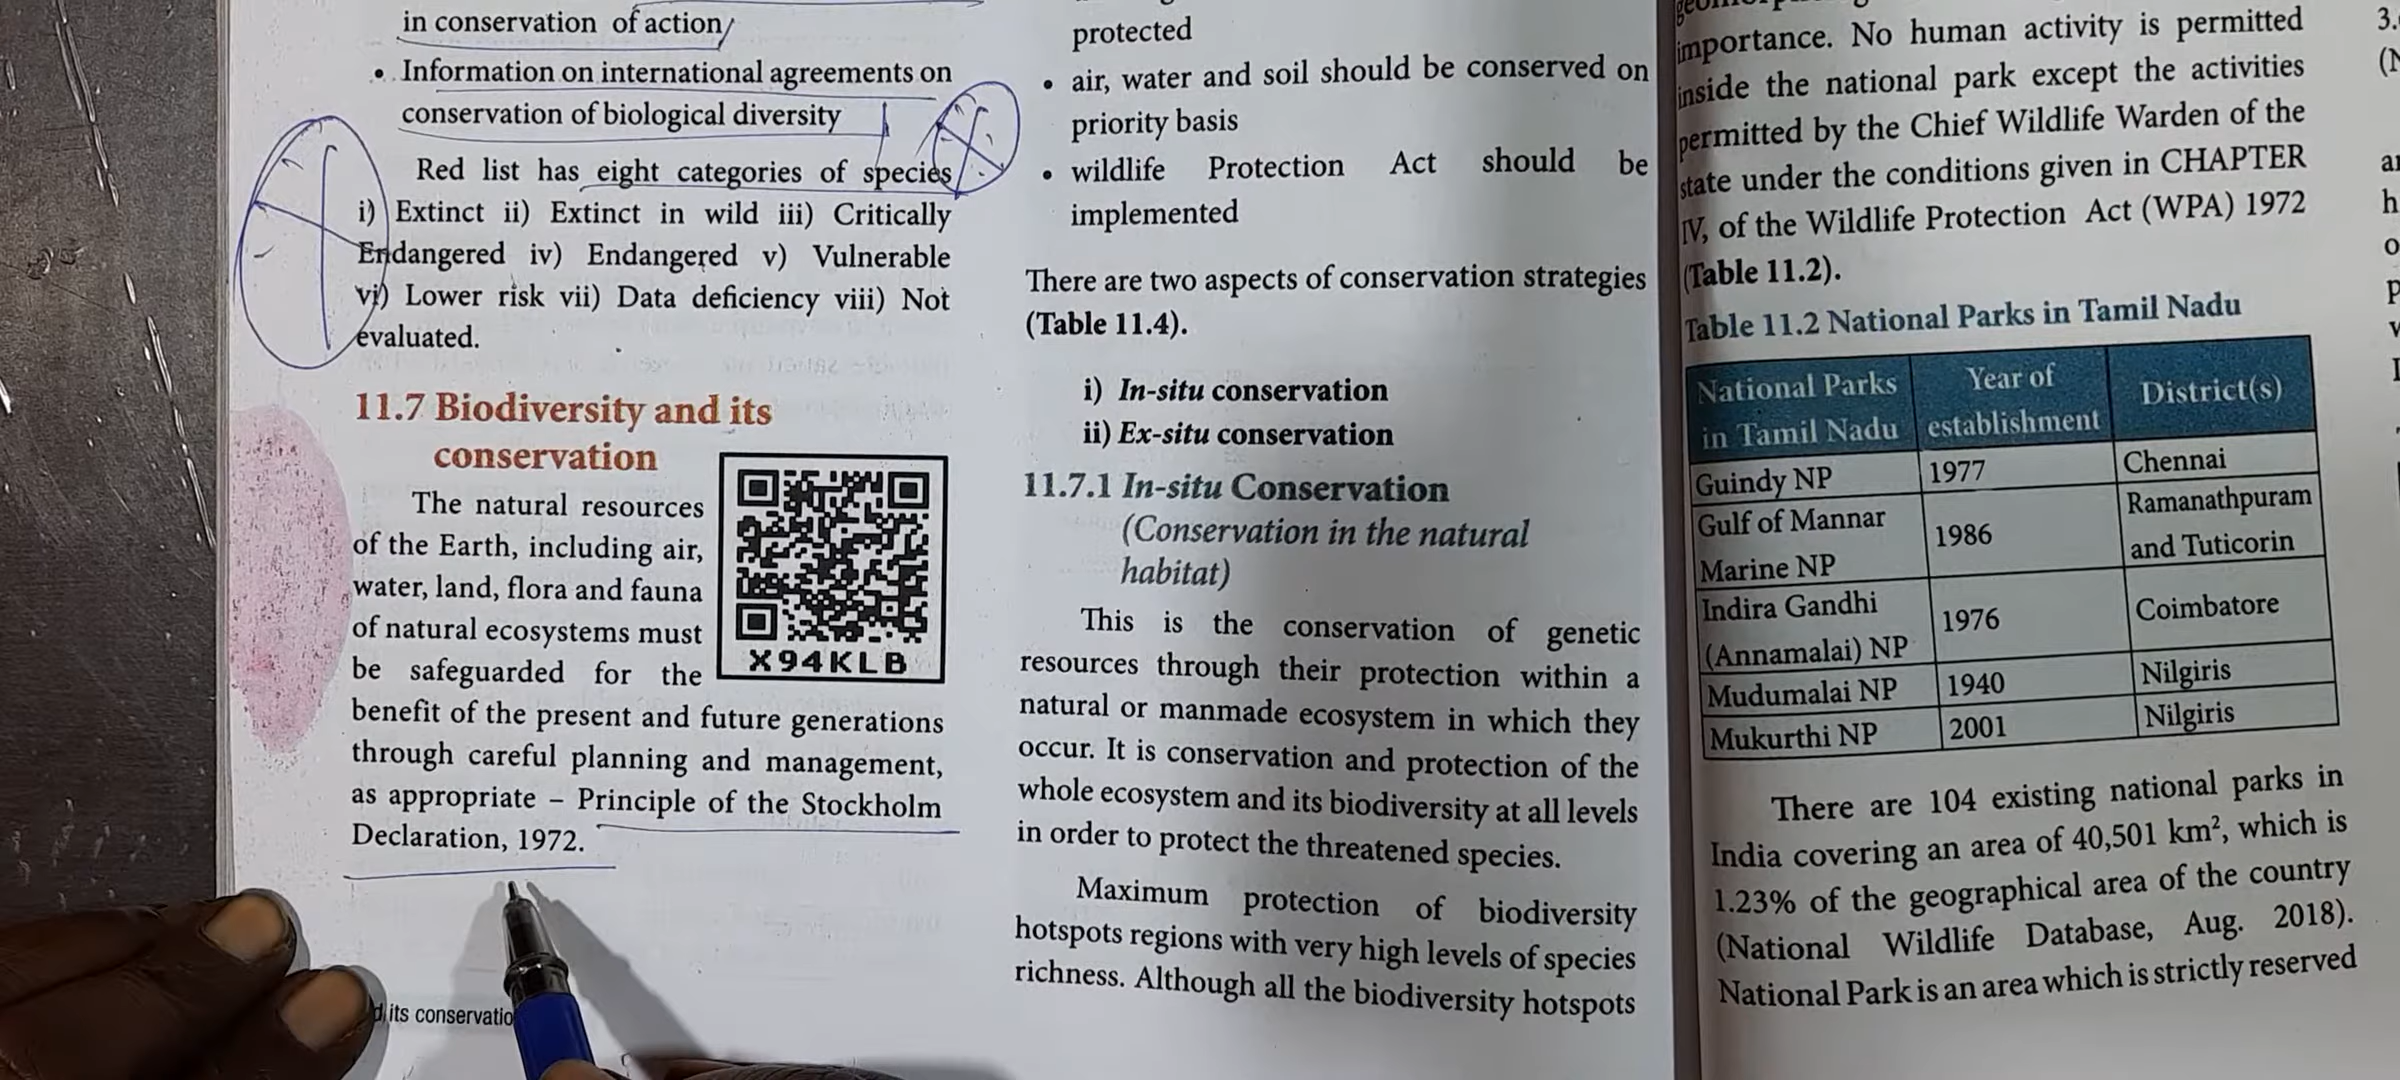 in conservation of action
• Information on international agreements on
conservation of biological diversity
Red list has eight categories of species
i) Extinct ii) Extinct in wild iii) Critically
Endangered iv) Endangered v) Vulnerable
vi) Lower risk vii) Data deficiency viii) Not
evaluated.
11.7 Biodiversity and its
conservation
The natural resources
of the Earth, including air,
water, land, flora and fauna
of natural ecosystems must
be safeguarded for the
benefit of the present and future generations
through careful planning and management,
as appropriate – Principle of the Stockholm
Declaration, 1972.
X94KLB
its conservatio
protected
• air, water and soil should be conserved on
priority basis
• wildlife Protection Act should be
implemented
There are two aspects of conservation strategies
(Table 11.4).
i) In-situ conservation
ii) Ex-situ conservation
11.7.1 In-situ Conservation
(Conservation in the natural
habitat)
This is the conservation of genetic
resources through their protection within a
natural or manmade ecosystem in which they
occur. It is conservation and protection of the
whole ecosystem and its biodiversity at all levels
in order to protect the threatened species.
Maximum protection of biodiversity
hotspots regions with very high levels of species
richness. Although all the biodiversity hotspots
importance. No human activity is permitted
inside the national park except the activities
permitted by the Chief Wildlife Warden of the
state under the conditions given in CHAPTER
IV, of the Wildlife Protection Act (WPA) 1972
(Table 11.2).
Table 11.2 National Parks in Tamil Nadu
National Parks in Tamil Nadu Year of establishment District(s)
Guindy NP 1977 Chennai
Gulf of Mannar Marine NP 1986 Ramanathpuram and Tuticorin
Indira Gandhi (Annamalai) NP 1976 Coimbatore
Mudumalai NP 1940 Nilgiris
Mukurthi NP 2001 Nilgiris
There are 104 existing national parks in
India covering an area of 40,501 km², which is
1.23% of the geographical area of the country
(National Wildlife Database, Aug. 2018).
National Park is an area which is strictly reserved
3.